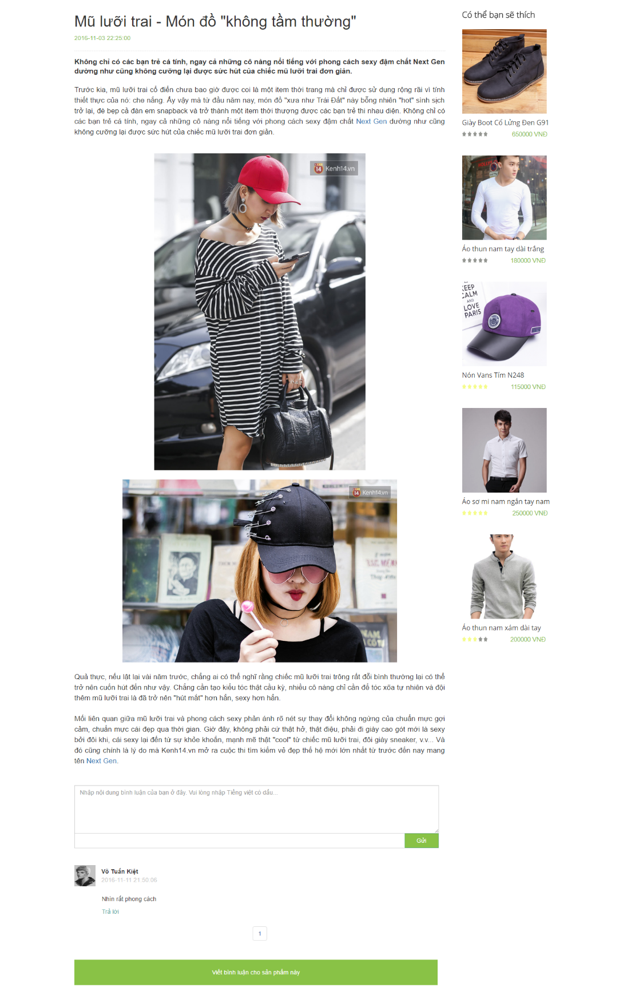 Mũ lưỡi trai - Món đồ "không tầm thường"
2016-11-03 22:25:00
Không chỉ có các bạn trẻ cá tính, ngay cả những cô nàng nổi tiếng với phong cách sexy đậm chất Next Gen
dường như cũng không cưỡng lại được sức hút của chiếc mũ lưỡi trai đơn giản.
Trước kia, mũ lưỡi trai cổ điển chưa bao giờ được coi là một item thời trang mà chỉ được sử dụng rộng rãi vì tính
thiết thực của nó: che nắng. Ấy vậy mà từ đầu năm nay, món đồ "xưa như Trái Đất" này bỗng nhiên "hot" sình sịch
trở lại, đè bẹp cả đàn em snapback và trở thành một item thời thượng được các bạn trẻ thi nhau diện. Không chỉ có
các bạn trẻ cá tính, ngay cả những cô nàng nổi tiếng với phong cách sexy đậm chất Next Gen dường như cũng
không cưỡng lại được sức hút của chiếc mũ lưỡi trai đơn giản.
14 Kenh14.vn
14 Kenh14.vn
Quả thực, nếu lật lại vài năm trước, chẳng ai có thể nghĩ rằng chiếc mũ lưỡi trai trông rất đỗi bình thường lại có thể
trở nên cuốn hút đến như vậy. Chẳng cần tạo kiểu tóc thật cầu kỳ, nhiều cô nàng chỉ cần để tóc xõa tự nhiên và đội
thêm mũ lưỡi trai là đã trở nên "hút mắt" hơn hẳn, sexy hơn hẳn.
Mối liên quan giữa mũ lưỡi trai và phong cách sexy phản ánh rõ nét sự thay đổi không ngừng của chuẩn mực gợi
cảm, chuẩn mực cái đẹp qua thời gian. Giờ đây, không phải cứ thật hở, thật điệu, phải đi giày cao gót mới là sexy
bởi đôi khi, cái sexy lại đến từ sự khỏe khoắn, mạnh mẽ thật "cool" từ chiếc mũ lưỡi trai, đôi giày sneaker, v.v... Và
đó cũng chính là lý do mà Kenh14.vn mở ra cuộc thi tìm kiếm vẻ đẹp thế hệ mới lớn nhất từ trước đến nay mang
tên Next Gen.
Nhập nội dung bình luận của bạn ở đây. Vui lòng nhập Tiếng việt có dấu...
Gửi
Võ Tuấn Kiệt
2016-11-11 21:50:06
Nhìn rất phong cách
Trả lời
1
Viết bình luận cho sản phẩm này
Có thể bạn sẽ thích
Giày Boot Cổ Lửng Đen G91
650000 VNĐ
Áo thun nam tay dài trắng
180000 VNĐ
KEEP
CALM
AND
LOVE
PARIS
Nón Vans Tím N248
115000 VNĐ
Áo sơ mi nam ngắn tay nam
250000 VNĐ
Áo thun nam xám dài tay
200000 VNĐ